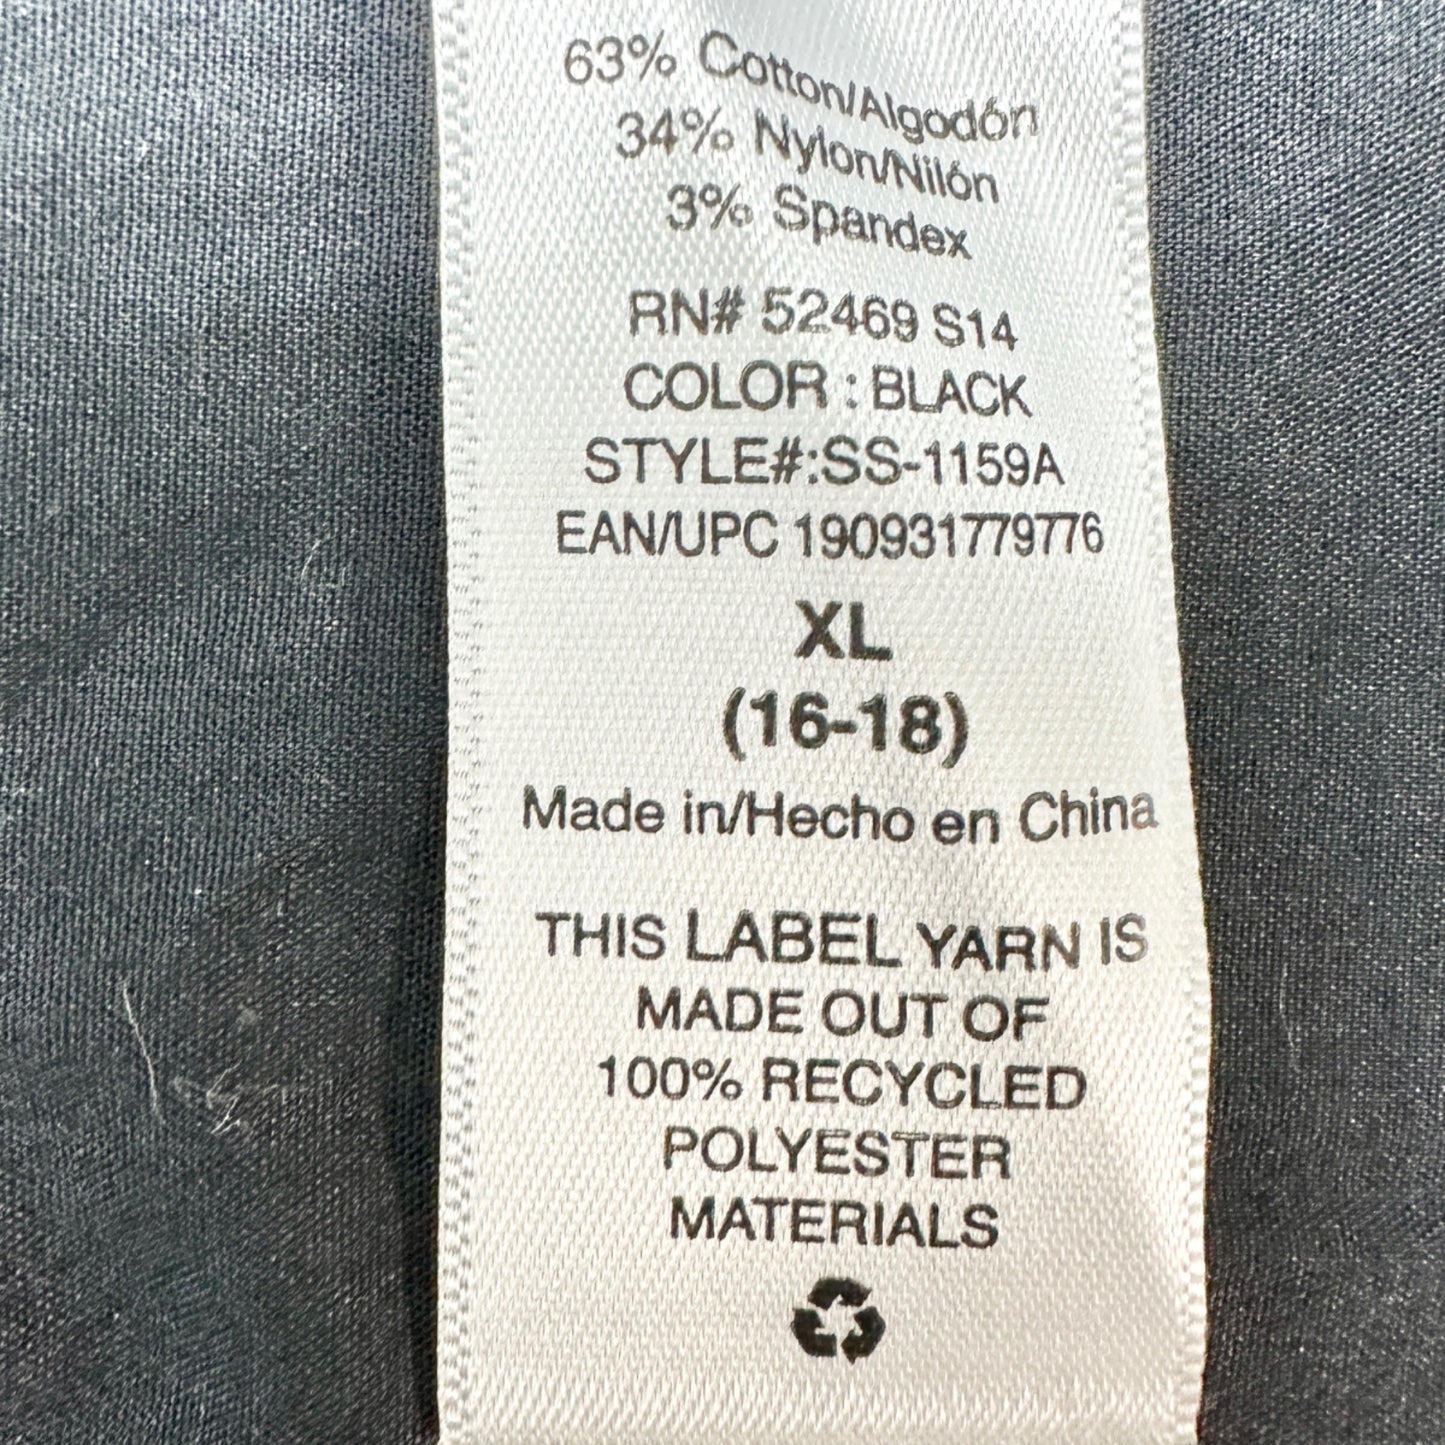 63% Cotton/Algodón
34% Nylon/Nilón
3% Spandex
RN# 52469 S14
COLOR : BLACK
STYLE#:SS-1159A
EAN/UPC 190931779776
XL
(16-18)
Made in/Hecho en China
THIS LABEL YARN IS
MADE OUT OF
100% RECYCLED
POLYESTER
MATERIALS